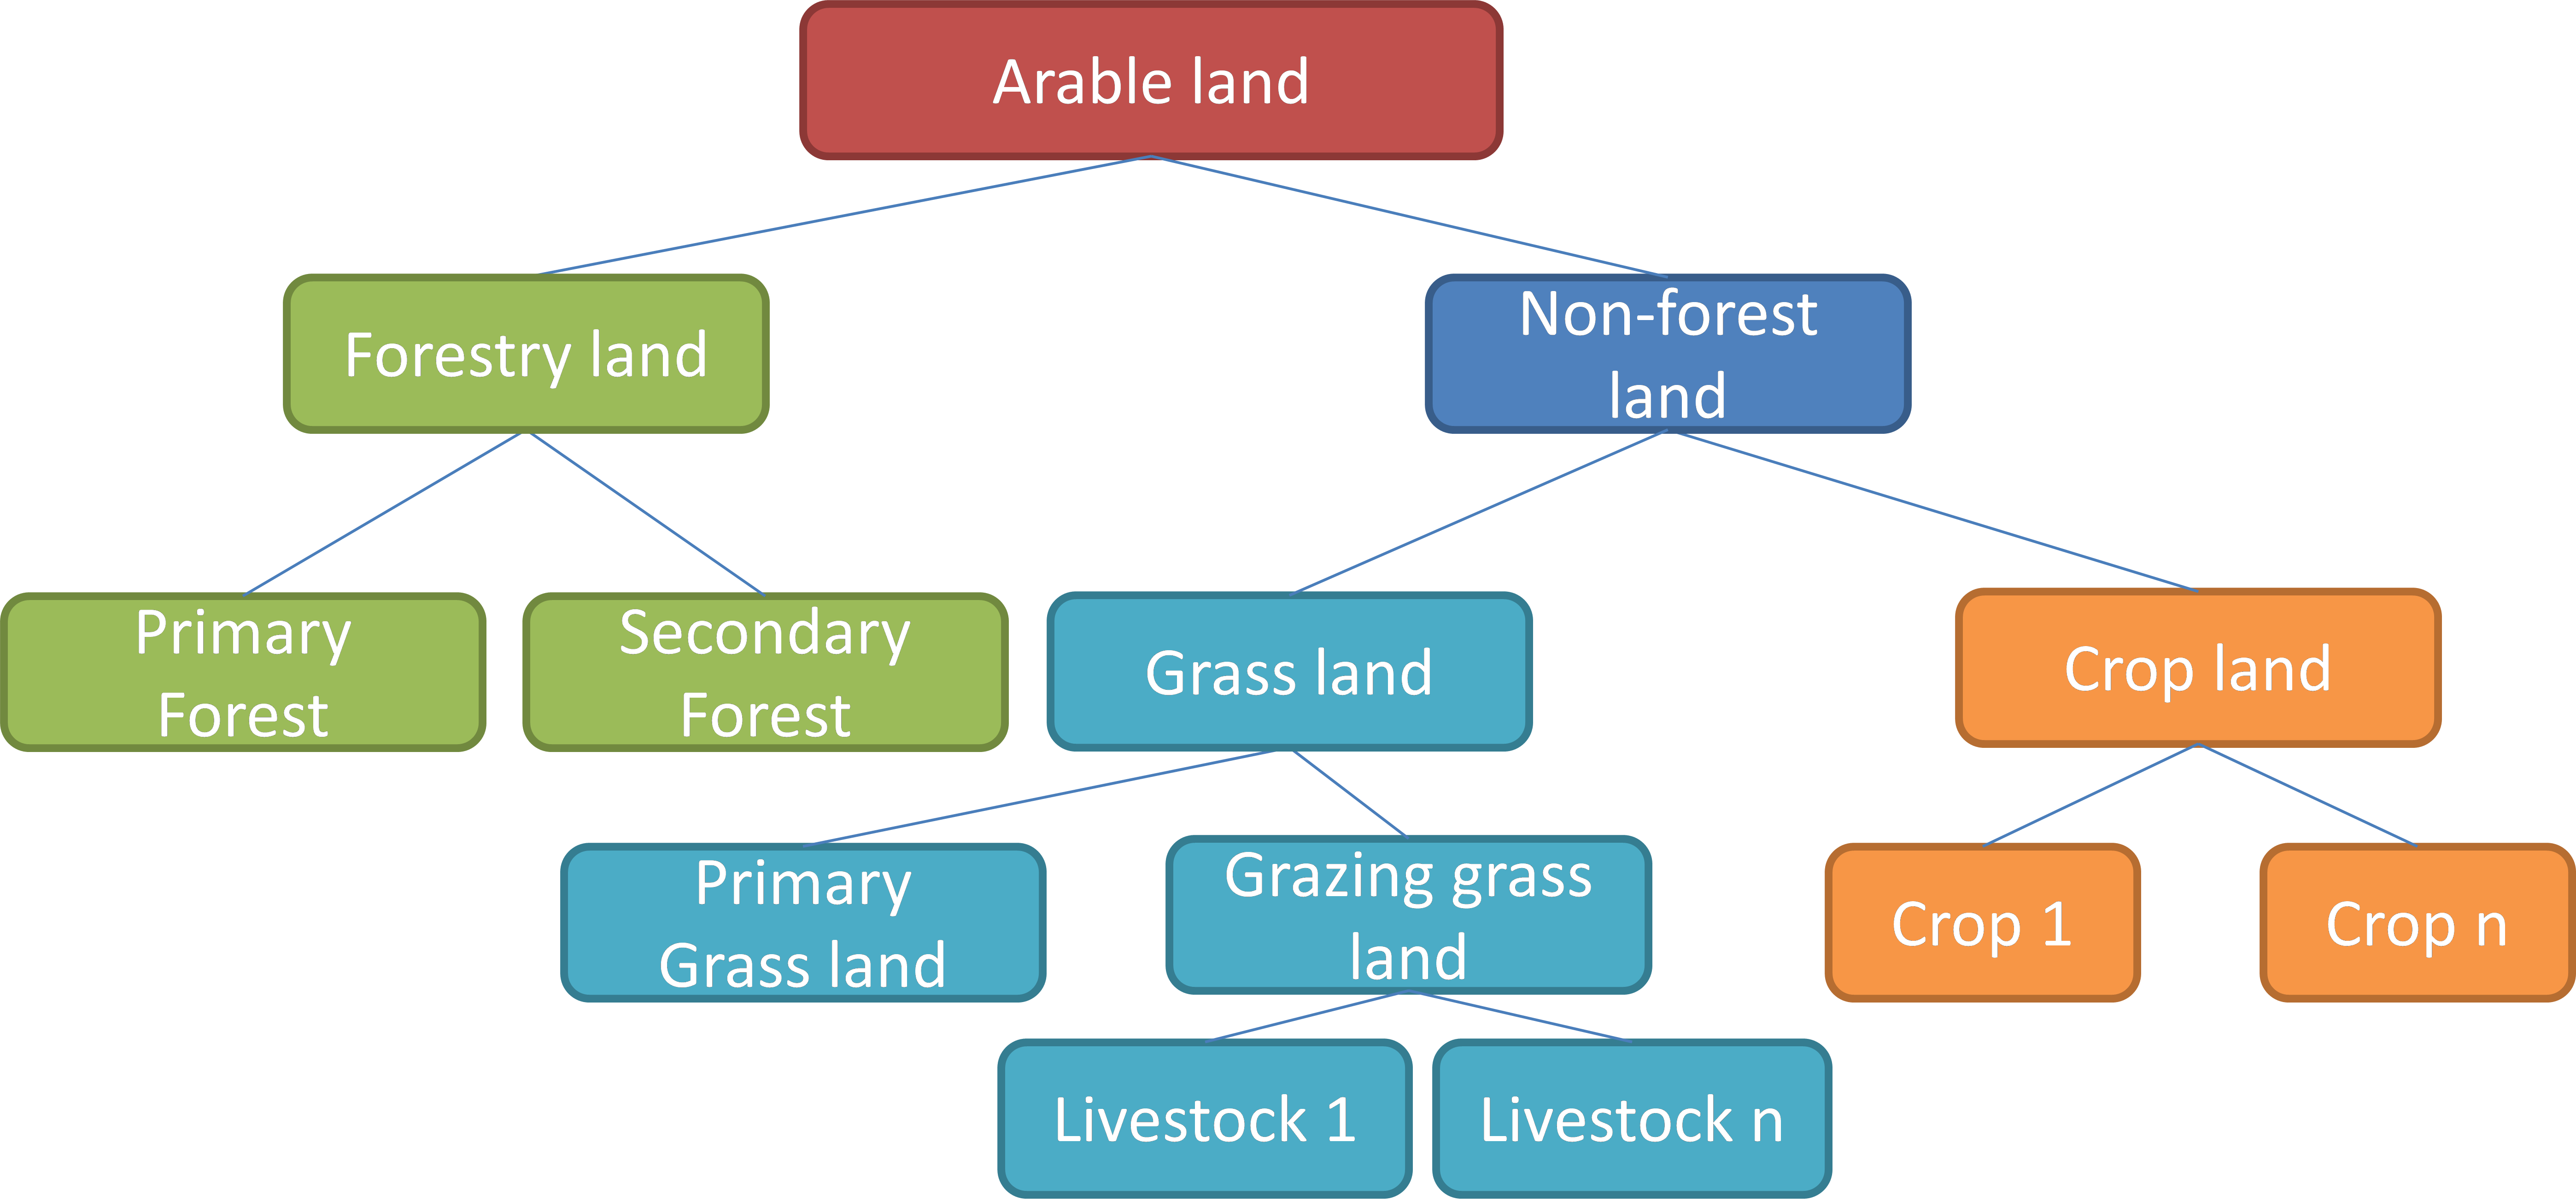 Arable land
Forestry land
Non-forest
land
Primary
Forest
Secondary
Forest
Grass land
Crop land
Primary
Grass land
Grazing grass
land
Crop 1
Crop n
Livestock 1
Livestock n